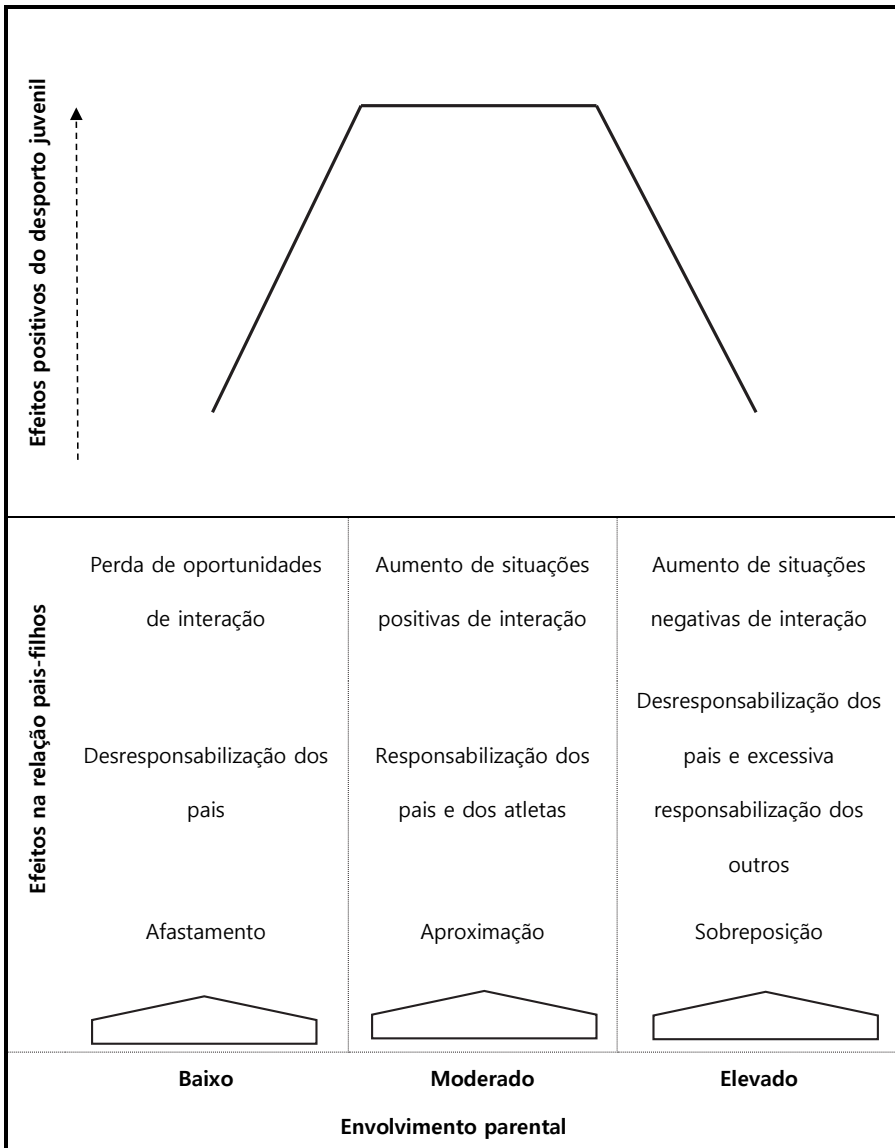 Efeitos positivos do desporto juvenil
Efeitos na relação pais-filhos
Perda de oportunidades
de interação
Desresponsabilização dos
pais
Afastamento
Aumento de situações
positivas de interação
Responsabilização dos
pais e dos atletas
Aproximação
Aumento de situações
negativas de interação
Desresponsabilização dos
pais e excessiva
responsabilização dos
outros
Sobreposição
Baixo
Moderado
Elevado
Envolvimento parental